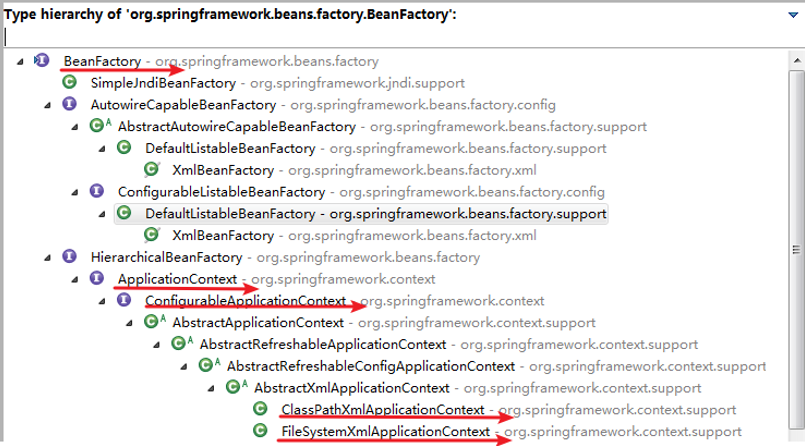 Type hierarchy of 'org.springframework.beans.factory.BeanFactory':
BeanFactory - org.springframework.beans.factory
SimpleJndiBeanFactory - org.springframework.jndi.support
AutowireCapableBeanFactory - org.springframework.beans.factory.config
AbstractAutowireCapableBeanFactory - org.springframework.beans.factory.support
DefaultListableBeanFactory - org.springframework.beans.factory.support
XmlBeanFactory - org.springframework.beans.factory.xml
ConfigurableListableBeanFactory - org.springframework.beans.factory.config
DefaultListableBeanFactory - org.springframework.beans.factory.support
XmlBeanFactory - org.springframework.beans.factory.xml
HierarchicalBeanFactory - org.springframework.beans.factory
ApplicationContext - org.springframework.context
ConfigurableApplicationContext - org.springframework.context
AbstractApplicationContext - org.springframework.context.support
AbstractRefreshableApplicationContext - org.springframework.context.support
AbstractRefreshableConfigApplicationContext - org.springframework.context.support
AbstractXmlApplicationContext - org.springframework.context.support
ClassPathXmlApplicationContext - org.springframework.context.support
FileSystemXmlApplicationContext - org.springframework.context.support